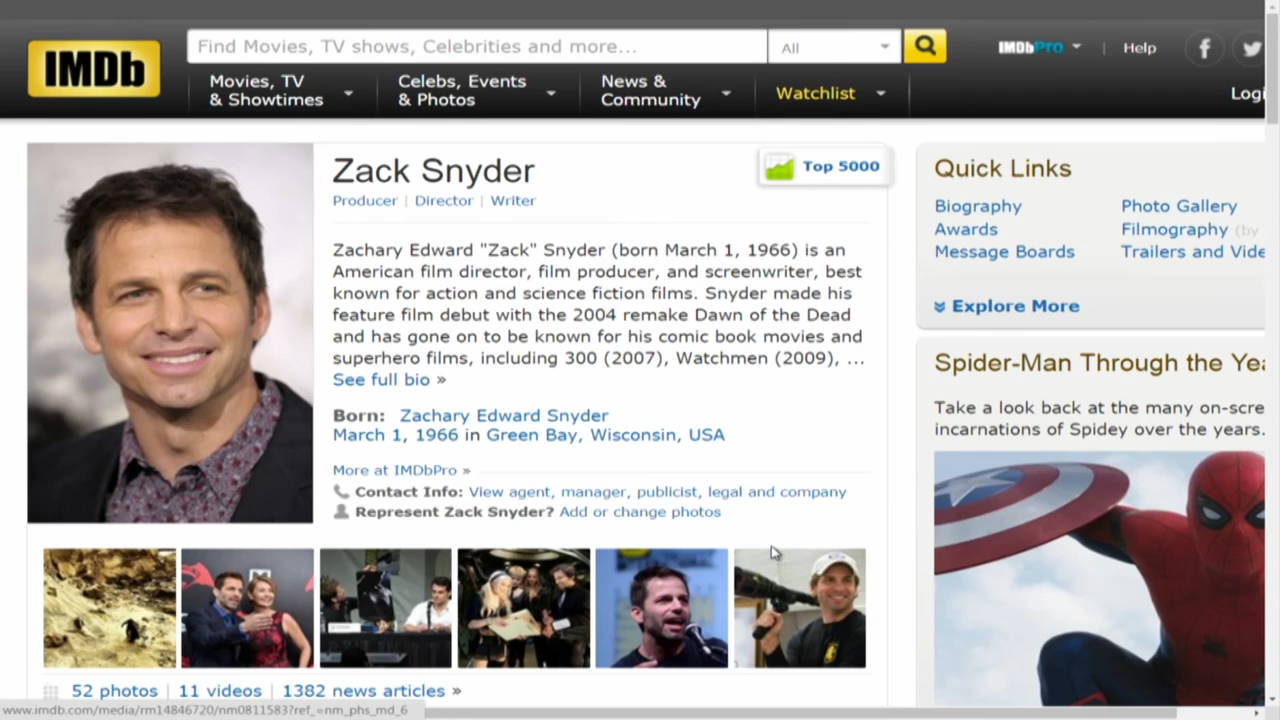 IMDb
Find Movies, TV shows, Celebrities and more...
All
IMDbPro
Help
Movies, TV
& Showtimes
Celebs, Events
& Photos
News &
Community
Watchlist
Logi
Zack Snyder
Top 5000
Producer | Director | Writer
Zachary Edward "Zack" Snyder (born March 1, 1966) is an
American film director, film producer, and screenwriter, best
known for action and science fiction films. Snyder made his
feature film debut with the 2004 remake Dawn of the Dead
and has gone on to be known for his comic book movies and
superhero films, including 300 (2007), Watchmen (2009), ...
See full bio »
Born: Zachary Edward Snyder
March 1, 1966 in Green Bay, Wisconsin, USA
More at IMDbPro »
Contact Info: View agent, manager, publicist, legal and company
Represent Zack Snyder? Add or change photos
52 photos | 11 videos | 1382 news articles »
Quick Links
Biography
Photo Gallery
Awards
Filmography (by
Message Boards
Trailers and Vide
Explore More
Spider-Man Through the Yea
Take a look back at the many on-scre
incarnations of Spidey over the years.
www.imdb.com/media/rm14846720/nm0811583?ref_=nm_phs_md_6